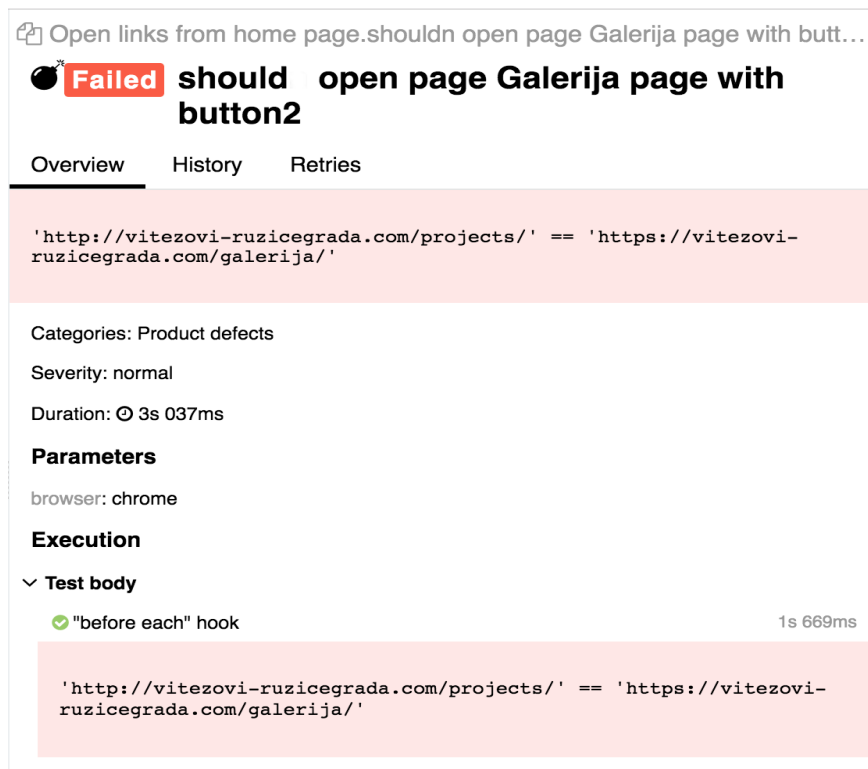 Open links from home page.shouldn open page Galerija page with butt...
Failed should open page Galerija page with
button2
Overview History Retries
'http://vitezovi-ruzicegrada.com/projects/' == 'https://vitezovi-
ruzicegrada.com/galerija/'
Categories: Product defects
Severity: normal
Duration: 3s 037ms
Parameters
browser: chrome
Execution
Test body
"before each" hook 1s 669ms
'http://vitezovi-ruzicegrada.com/projects/' == 'https://vitezovi-
ruzicegrada.com/galerija/'